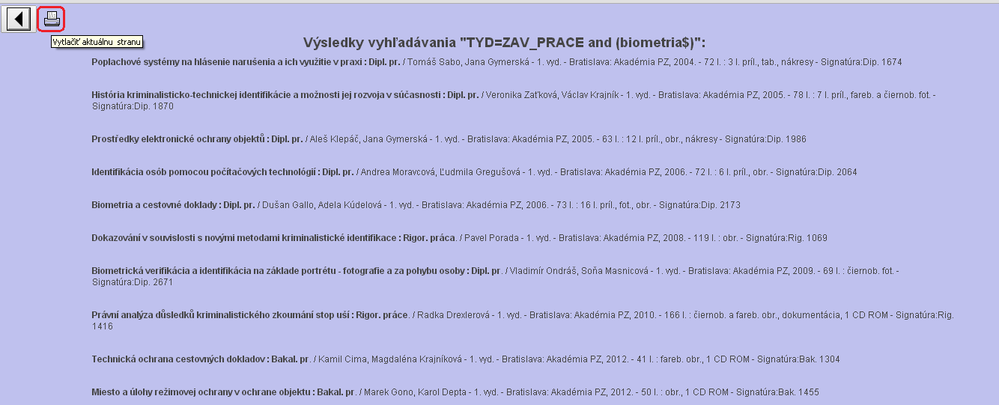 Vytlačiť aktuálnu stranu
Výsledky vyhľadávania "TYD=ZAV_PRACE and (biometria$)":
Poplachové systémy na hlásenie narušenia a ich využitie v praxi : Dipl. pr. / Tomáš Sabo, Jana Gymerská - 1. vyd. - Bratislava: Akadémia PZ, 2004. - 72 l. : 3 l. príl., tab., nákresy - Signatúra:Dip. 1674
História kriminalisticko-technickej identifikácie a možnosti jej rozvoja v súčasnosti : Dipl. pr. / Veronika Zaťková, Václav Krajník - 1. vyd. - Bratislava: Akadémia PZ, 2005. - 78 l. : 7 l. príl., fareb. a čiernob. fot. -
Signatúra:Dip. 1870
Prostředky elektronické ochrany objektů : Dipl. pr. / Aleš Klepáč, Jana Gymerská - 1. vyd. - Bratislava: Akadémia PZ, 2005. - 63 l. : 12 l. príl., obr., nákresy - Signatúra:Dip. 1986
Identifikácia osôb pomocou počítačových technológií : Dipl. pr. / Andrea Moravcová, Ľudmila Gregušová - 1. vyd. - Bratislava: Akadémia PZ, 2006. - 72 l. : 6 l. príl., obr. - Signatúra:Dip. 2064
Biometria a cestovné doklady : Dipl. pr. / Dušan Gallo, Adela Kúdelová - 1. vyd. - Bratislava: Akadémia PZ, 2006. - 73 l. : 16 l. príl., fot., obr. - Signatúra:Dip. 2173
Dokazování v souvislosti s novými metodami kriminalistické identifikace : Rigor. práca. / Pavel Porada - 1. vyd. - Bratislava: Akadémia PZ, 2008. - 119 l. : obr. - Signatúra:Rig. 1069
Biometrická verifikácia a identifikácia na základe portrétu - fotografie a za pohybu osoby : Dipl. pr. / Vladimír Ondráš, Soňa Masnicová - 1. vyd. - Bratislava: Akadémia PZ, 2009. - 69 l. : čiernob. fot. -
Signatúra:Dip. 2671
Právní analýza důsledků kriminalistického zkoumání stop uší : Rigor. práce. / Radka Drexlerová - 1. vyd. - Bratislava: Akadémia PZ, 2010. - 166 l. : čiernob. a fareb. obr., dokumentácia, 1 CD ROM - Signatúra:Rig.
1416
Technická ochrana cestovných dokladov : Bakal. pr. / Kamil Cima, Magdaléna Krajníková - 1. vyd. - Bratislava: Akadémia PZ, 2012. - 41 l. : fareb. obr., 1 CD ROM - Signatúra:Bak. 1304
Miesto a úlohy režimovej ochrany v ochrane objektu : Bakal. pr. / Marek Gono, Karol Depta - 1. vyd. - Bratislava: Akadémia PZ, 2012. - 50 l. : obr., 1 CD ROM - Signatúra:Bak. 1455